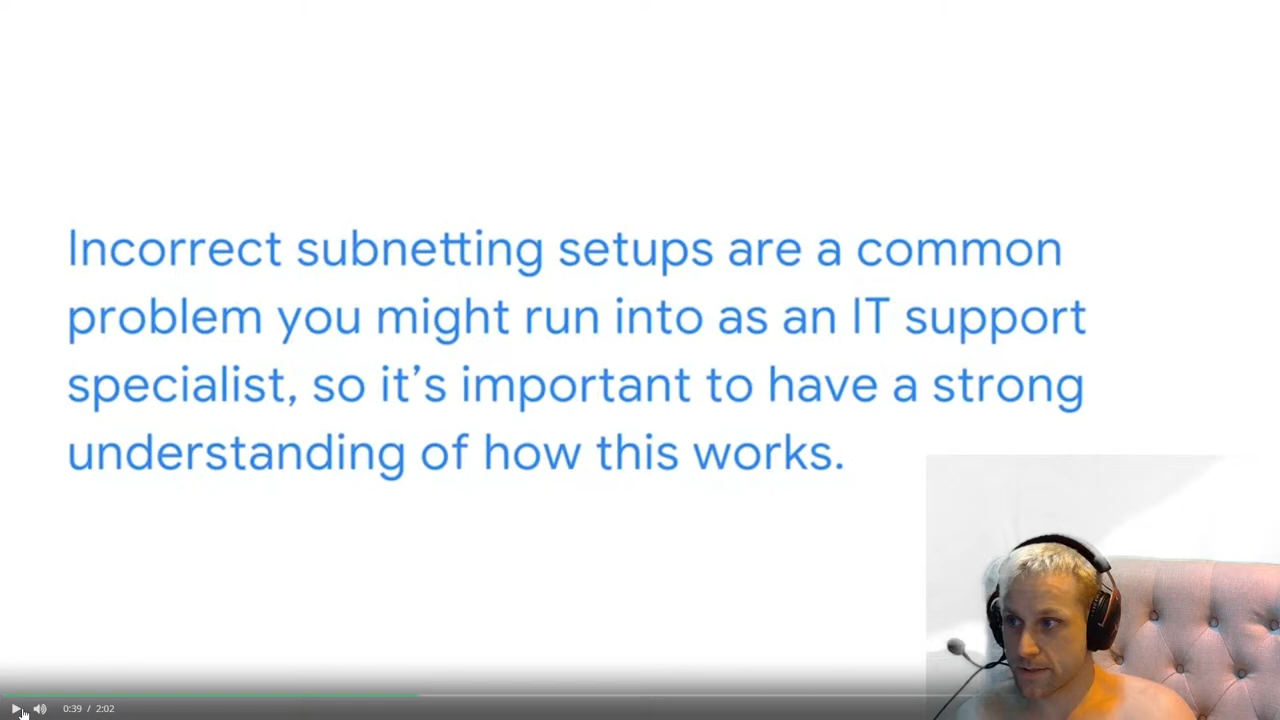 Incorrect subnetting setups are a common
problem you might run into as an IT support
specialist, so it’s important to have a strong
understanding of how this works.
0:39 / 2:02